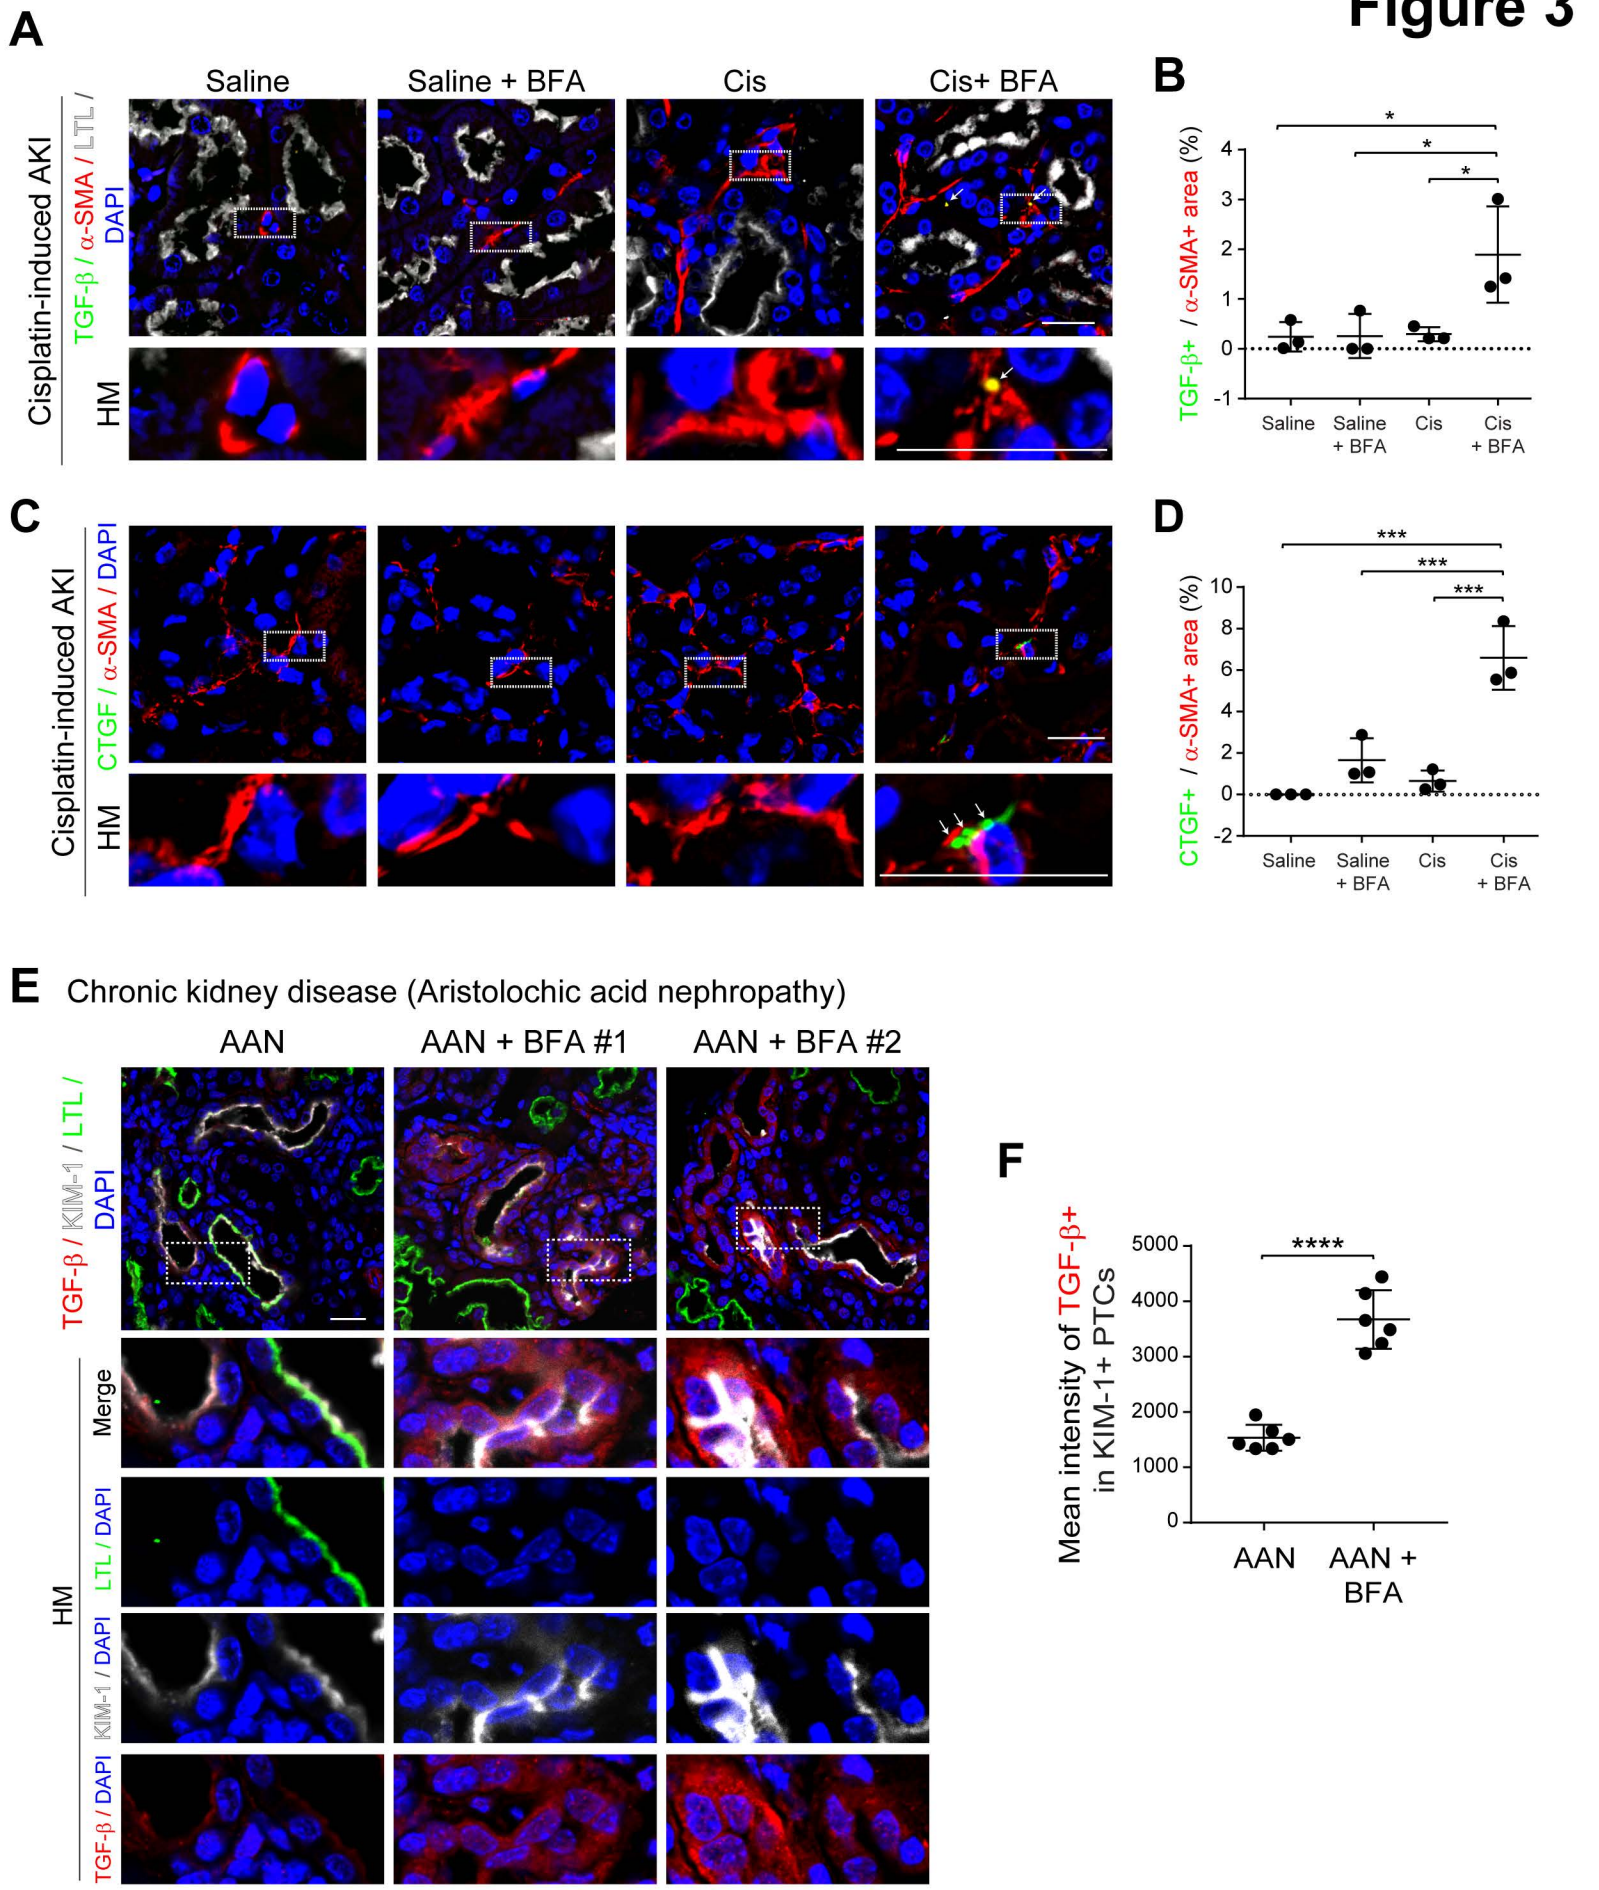 Figure 3
A
Saline
Saline + BFA
Cis
Cis+ BFA
Cisplatin-induced AKI
TGF-β / α-SMA / LTL /
DAPI
HM
B
TGF-β+ / α-SMA+ area (%)
*
*
*
4
3
2
1
0
-1
Saline
Saline
+ BFA
Cis
Cis
+ BFA
C
Cisplatin-induced AKI
CTGF / α-SMA / DAPI
HM
D
CTGF+ / α-SMA+ area (%)
***
***
***
10
8
6
4
2
0
-2
Saline
Saline
+ BFA
Cis
Cis
+ BFA
E
Chronic kidney disease (Aristolochic acid nephropathy)
AAN
AAN + BFA #1
AAN + BFA #2
TGF-β / KIM-1 / LTL /
DAPI
HM
Merge
LTL / DAPI
KIM-1 / DAPI
TGF-β / DAPI
F
Mean intensity of TGF-β+
in KIM-1+ PTCs
****
5000
4000
3000
2000
1000
0
AAN
AAN +
BFA